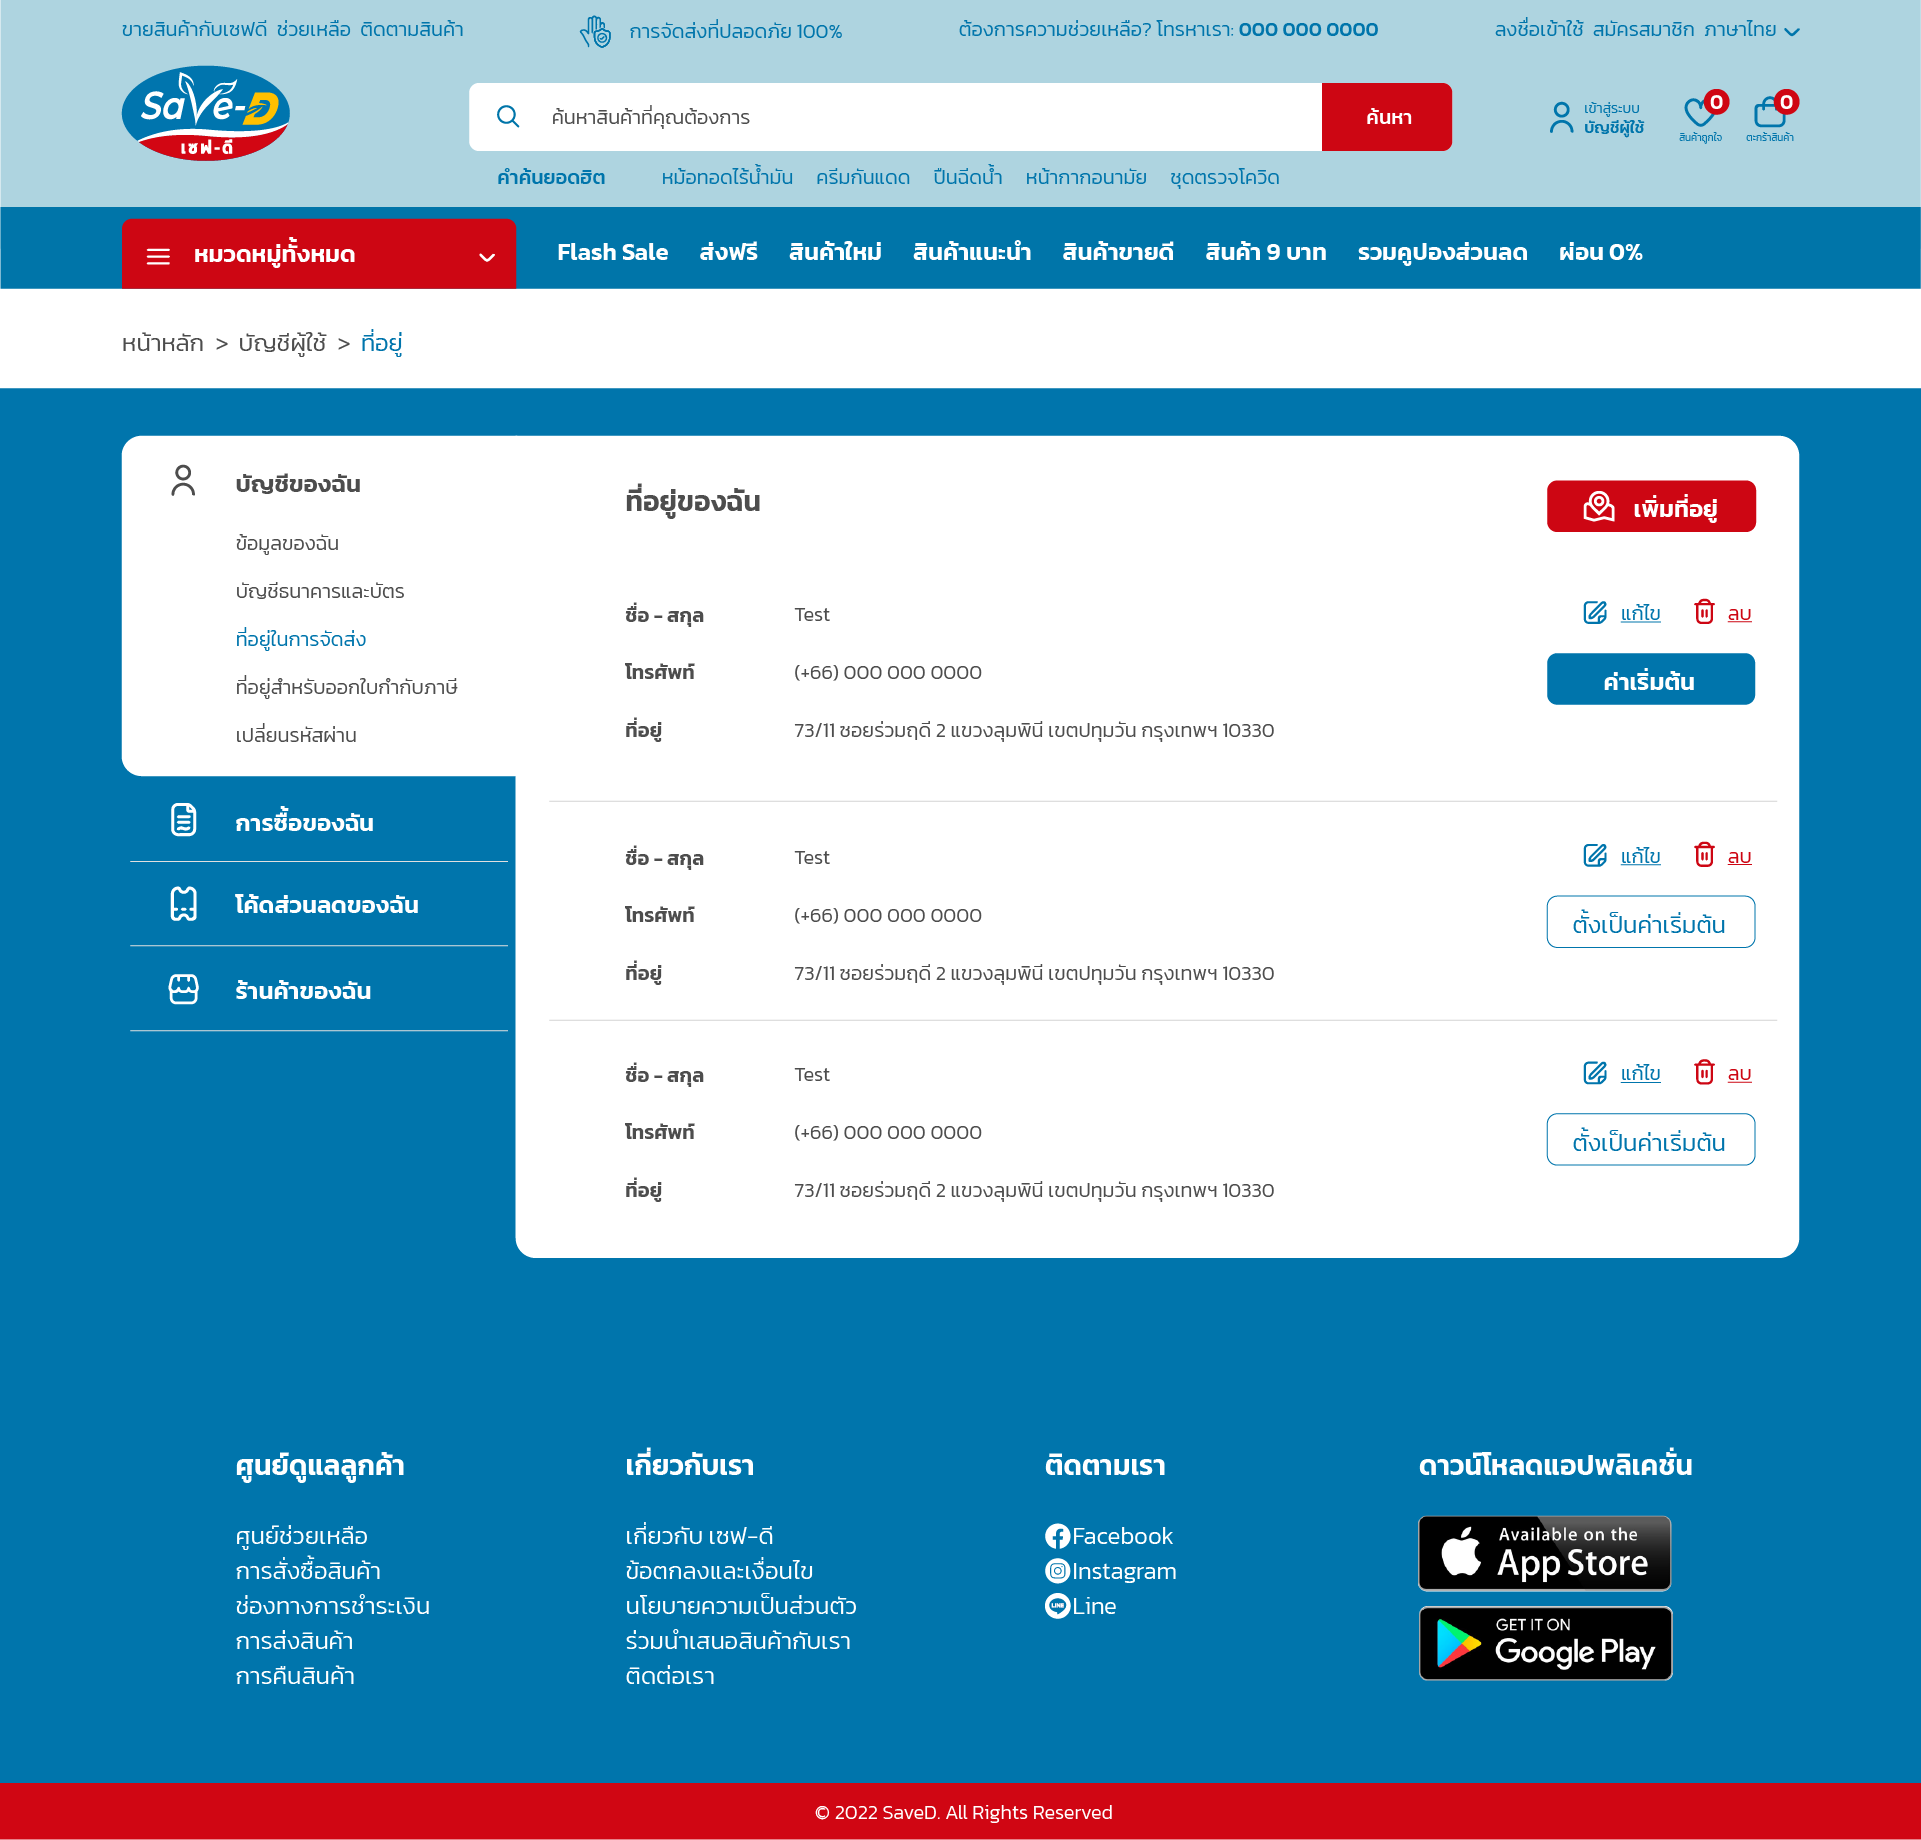 ขายสินค้ากับเซฟดี ช่วยเหลือ ติดตามสินค้า
การจัดส่งที่ปลอดภัย 100%
ต้องการความช่วยเหลือ? โทรหาเรา: 000 000 0000
ลงชื่อเข้าใช้ สมัครสมาชิก ภาษาไทย
SaVe-D
เซฟ-ดี
ค้นหาสินค้าที่คุณต้องการ
ค้นหา
เข้าสู่ระบบ
บัญชีผู้ใช้
0
สินค้าถูกใจ
0
ตะกร้าสินค้า
คำค้นยอดฮิต หม้อทอดไร้น้ำมัน ครีมกันแดด ปืนฉีดน้ำ หน้ากากอนามัย ชุดตรวจโควิด
หมวดหมู่ทั้งหมด
Flash Sale ส่งฟรี สินค้าใหม่ สินค้าแนะนำ สินค้าขายดี สินค้า 9 บาท รวมคูปองส่วนลด ผ่อน 0%
หน้าหลัก > บัญชีผู้ใช้ > ที่อยู่
บัญชีของฉัน
ข้อมูลของฉัน
บัญชีธนาคารและบัตร
ที่อยู่ในการจัดส่ง
ที่อยู่สำหรับออกใบกำกับภาษี
เปลี่ยนรหัสผ่าน
การซื้อของฉัน
โค้ดส่วนลดของฉัน
ร้านค้าของฉัน
ที่อยู่ของฉัน
เพิ่มที่อยู่
ชื่อ - สกุล Test
แก้ไข ลบ
โทรศัพท์ (+66) 000 000 0000
ค่าเริ่มต้น
ที่อยู่ 73/11 ซอยร่วมฤดี 2 แขวงลุมพินี เขตปทุมวัน กรุงเทพฯ 10330
ชื่อ - สกุล Test
แก้ไข ลบ
โทรศัพท์ (+66) 000 000 0000
ตั้งเป็นค่าเริ่มต้น
ที่อยู่ 73/11 ซอยร่วมฤดี 2 แขวงลุมพินี เขตปทุมวัน กรุงเทพฯ 10330
ชื่อ - สกุล Test
แก้ไข ลบ
โทรศัพท์ (+66) 000 000 0000
ตั้งเป็นค่าเริ่มต้น
ที่อยู่ 73/11 ซอยร่วมฤดี 2 แขวงลุมพินี เขตปทุมวัน กรุงเทพฯ 10330
ศูนย์ดูแลลูกค้า
ศูนย์ช่วยเหลือ
การสั่งซื้อสินค้า
ช่องทางการชำระเงิน
การส่งสินค้า
การคืนสินค้า
เกี่ยวกับเรา
เกี่ยวกับ เซฟ-ดี
ข้อตกลงและเงื่อนไข
นโยบายความเป็นส่วนตัว
ร่วมนำเสนอสินค้ากับเรา
ติดต่อเรา
ติดตามเรา
Facebook
Instagram
LINE Line
ดาวน์โหลดแอปพลิเคชั่น
Available on the
App Store
GET IT ON
Google Play
© 2022 SaveD. All Rights Reserved